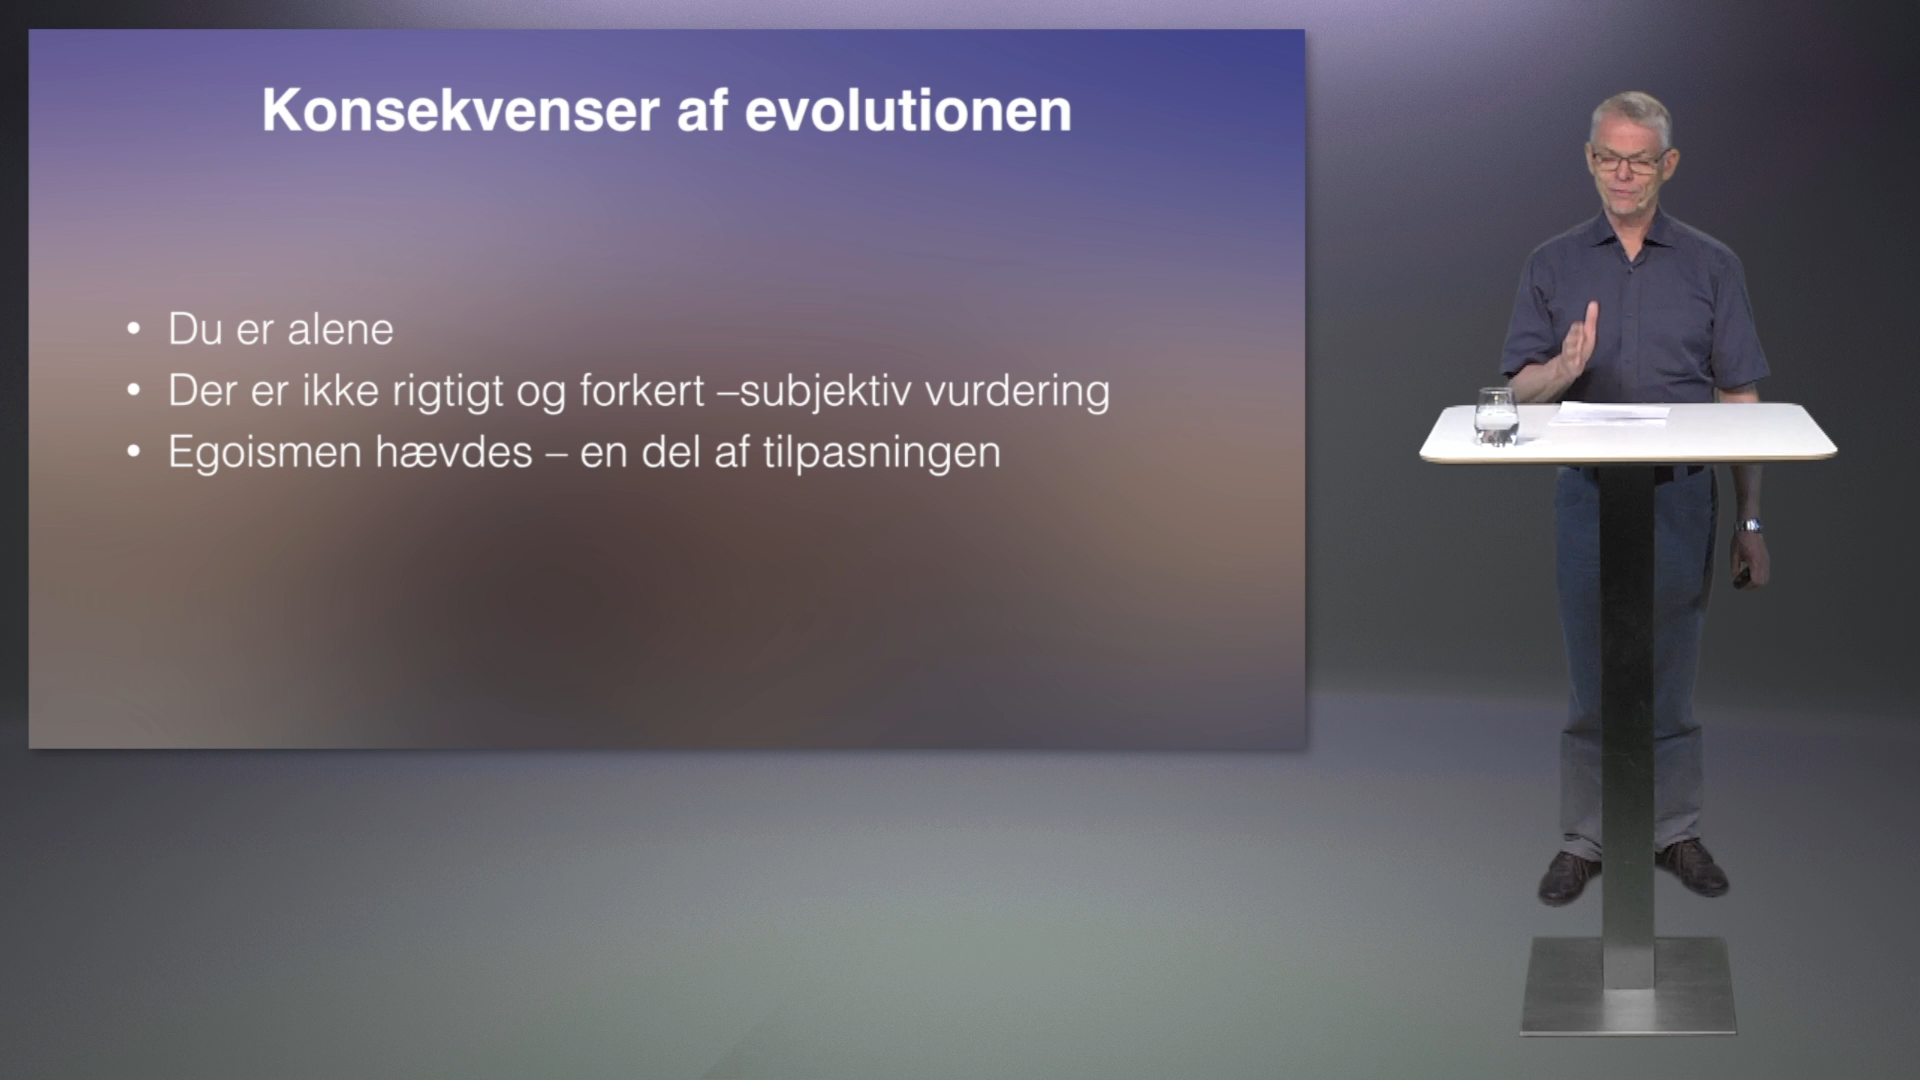 Konsekvenser af evolutionen
• Du er alene
• Der er ikke rigtigt og forkert –subjektiv vurdering
• Egoismen hævdes – en del af tilpasningen